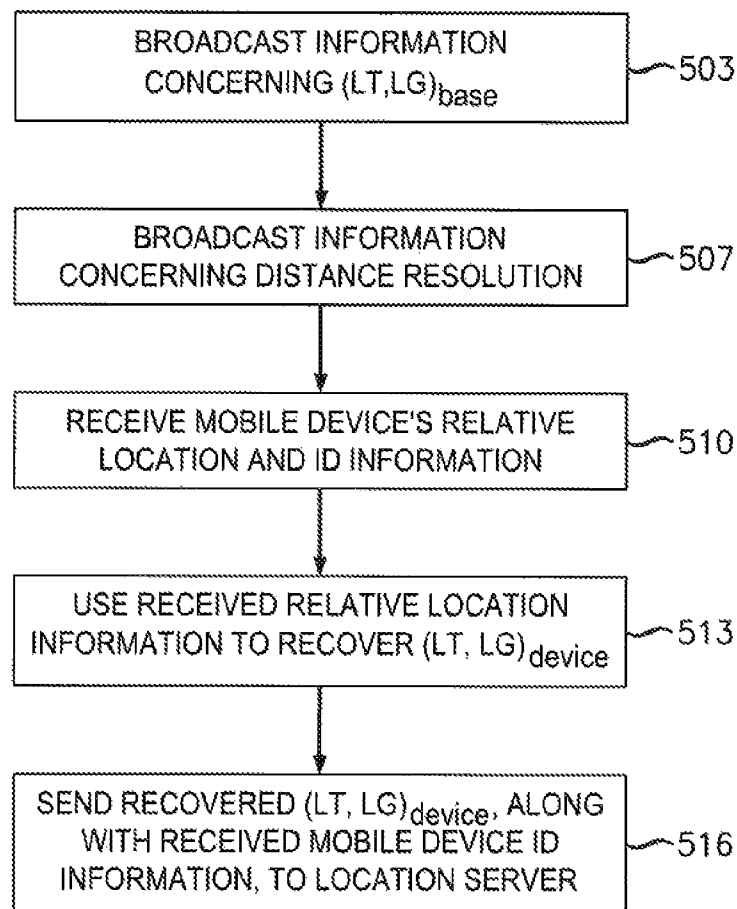 BROADCAST INFORMATION
CONCERNING (LT,LG)base
503
BROADCAST INFORMATION
CONCERNING DISTANCE RESOLUTION
507
RECEIVE MOBILE DEVICE'S RELATIVE
LOCATION AND ID INFORMATION
510
USE RECEIVED RELATIVE LOCATION
INFORMATION TO RECOVER (LT, LG)device
513
SEND RECOVERED (LT, LG)device, ALONG
WITH RECEIVED MOBILE DEVICE ID
INFORMATION, TO LOCATION SERVER
516